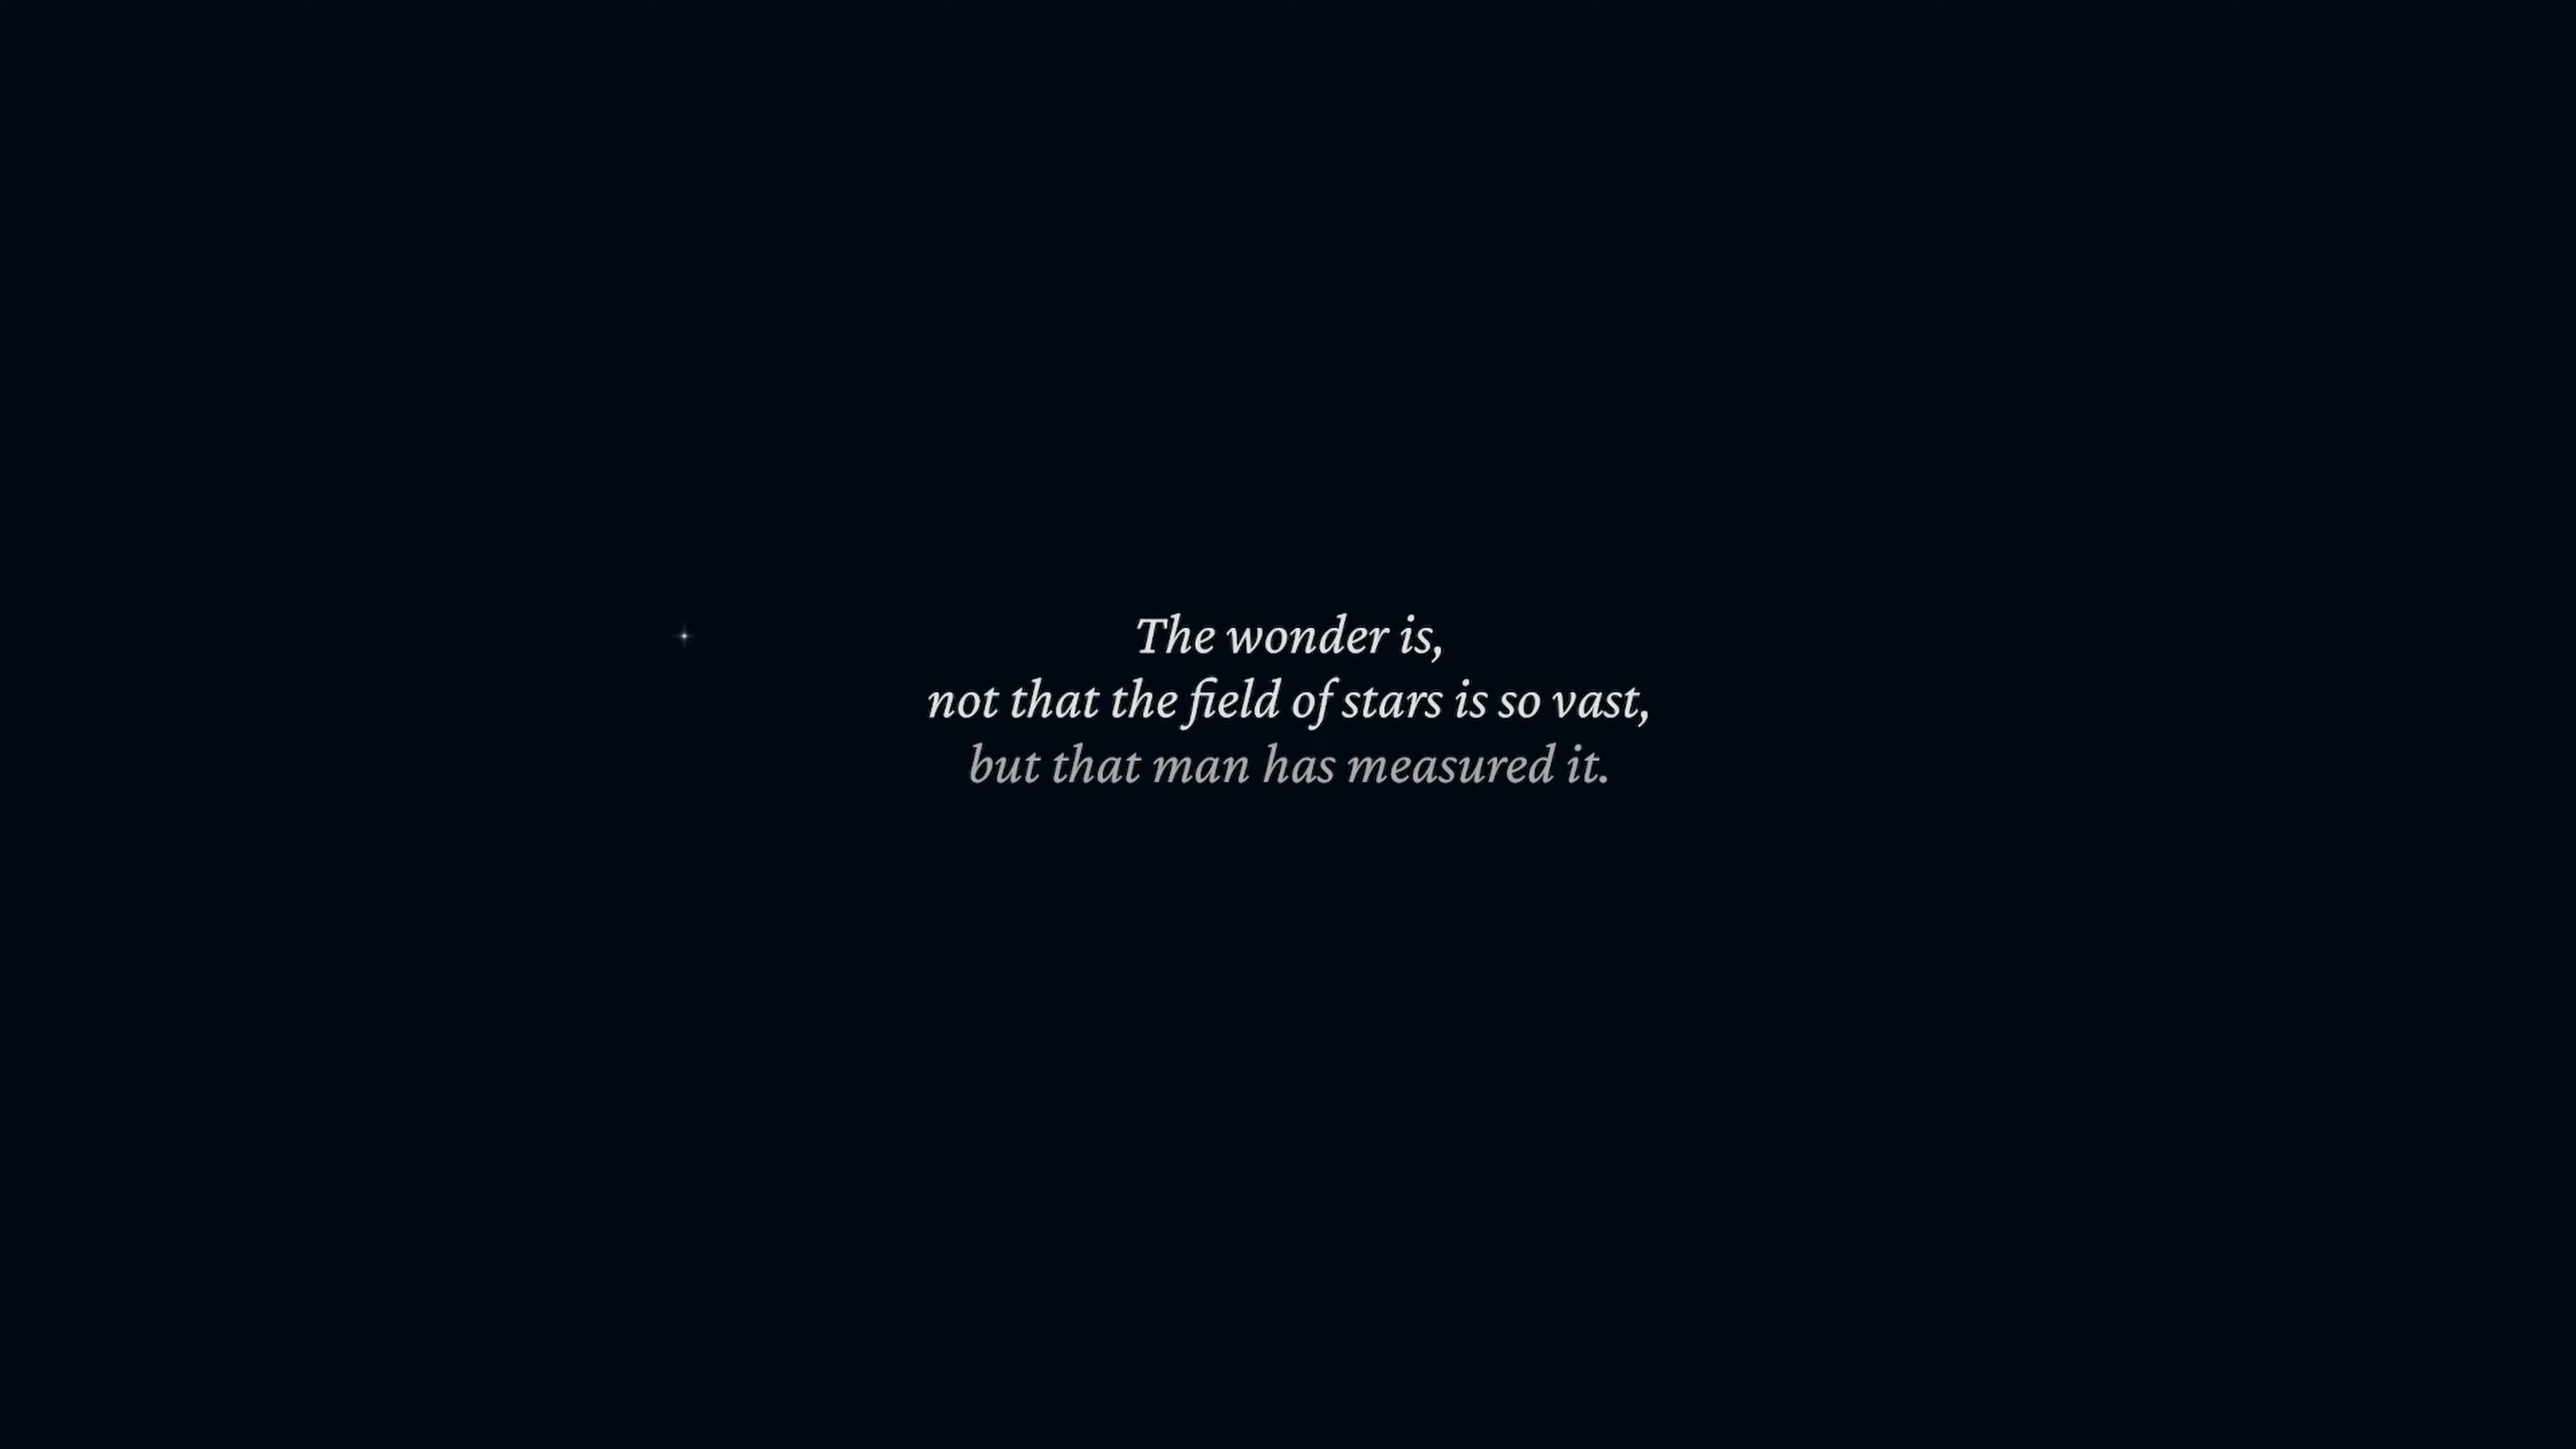 The wonder is,
not that the field of stars is so vast,
but that man has measured it.